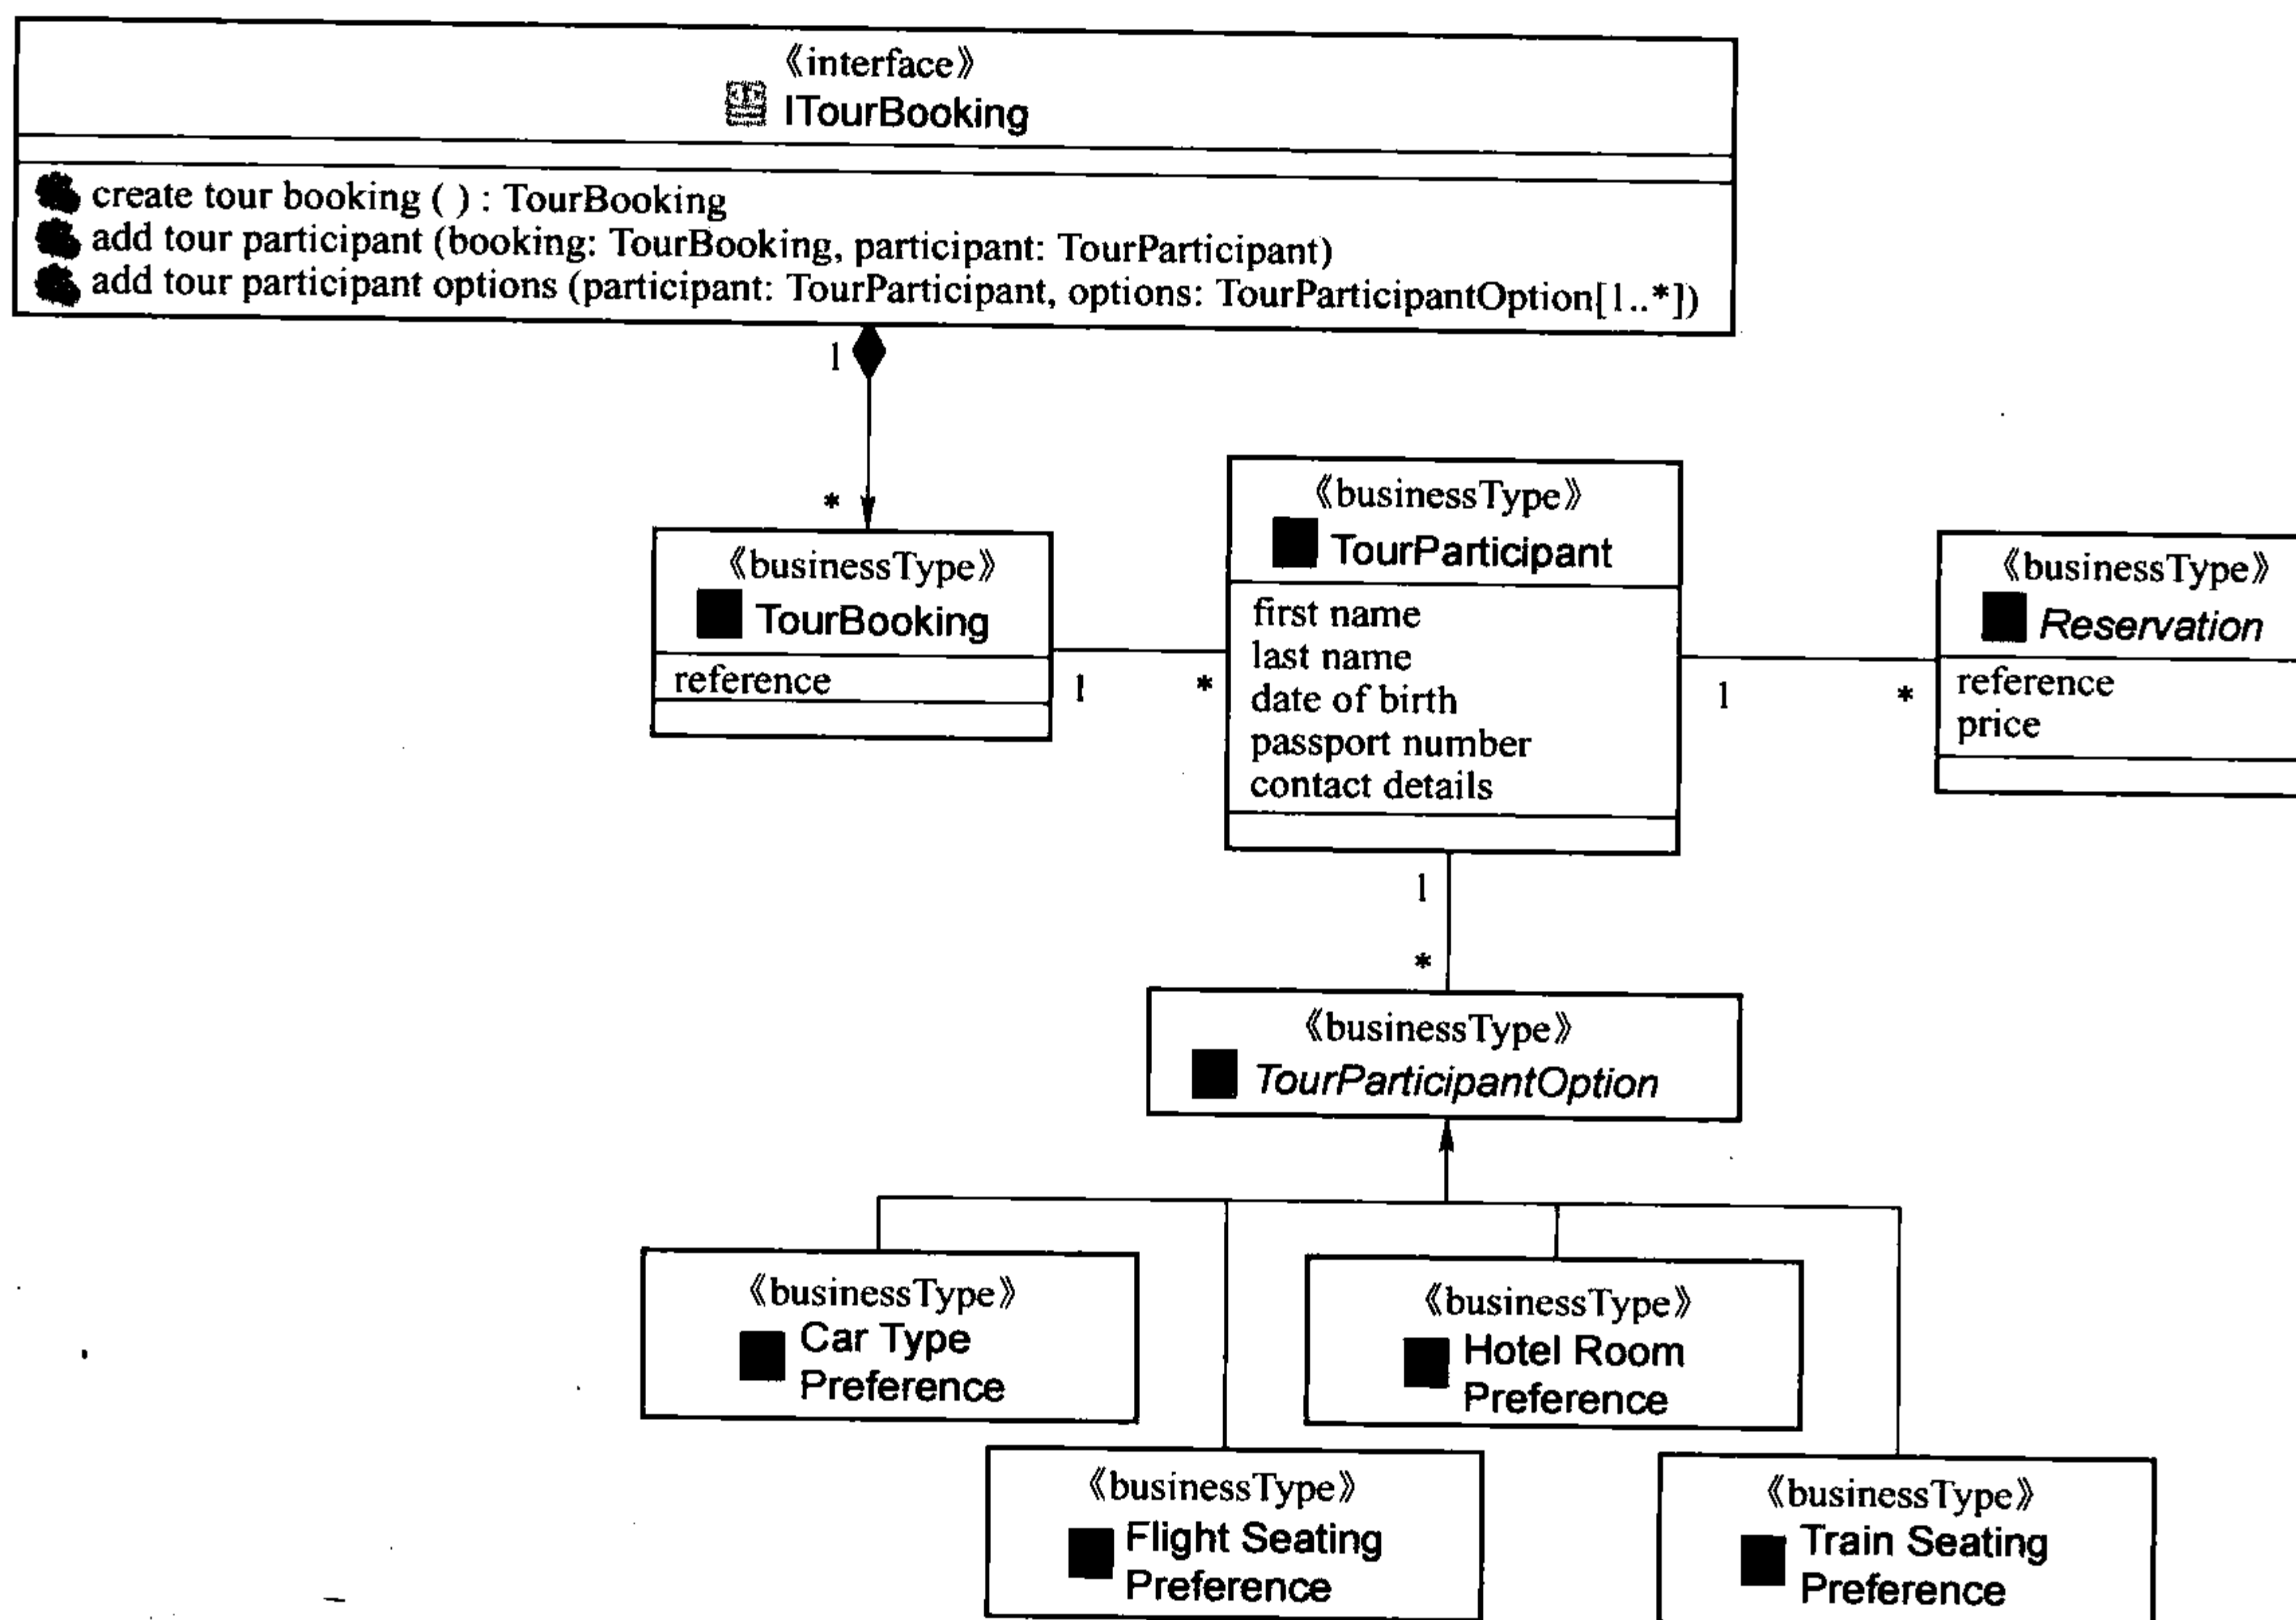 《interface》
ITourBooking
create tour booking ( ) : TourBooking
add tour participant (booking: TourBooking, participant: TourParticipant)
add tour participant options (participant: TourParticipant, options: TourParticipantOption[1..*])
1
*
《businessType》
TourBooking
reference
1
*
《businessType》
TourParticipant
first name
last name
date of birth
passport number
contact details
1
*
《businessType》
Reservation
reference
price
1
*
《businessType》
TourParticipantOption
《businessType》
Car Type
Preference
《businessType》
Hotel Room
Preference
《businessType》
Flight Seating
Preference
《businessType》
Train Seating
Preference